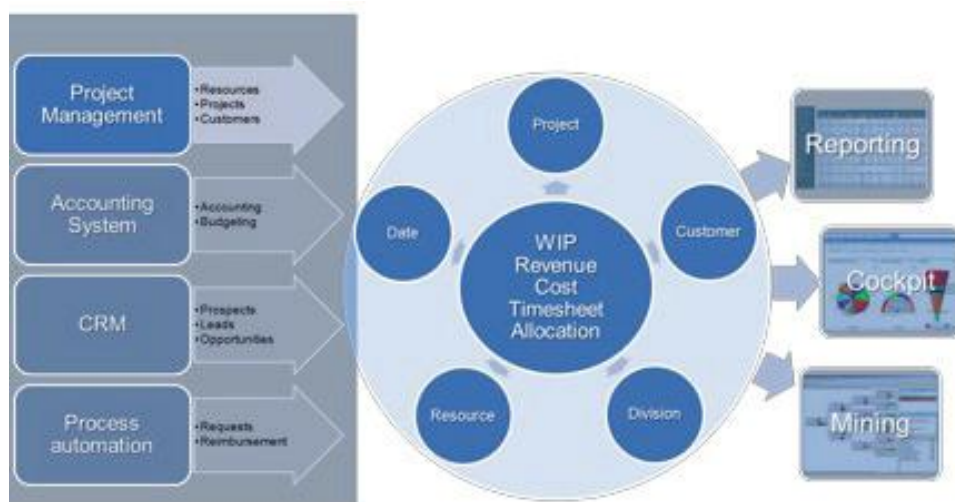 Project
Management
•Resources
•Projects
•Customers
Accounting
System
•Accounting
•Budgeting
CRM
•Prospects
•Leads
•Opportunities
Process
automation
•Requests
•Reimbursement
Project
Date
Customer
WIP
Revenue
Cost
Timesheet
Allocation
Resource
Division
Reporting
Cockpit
Mining